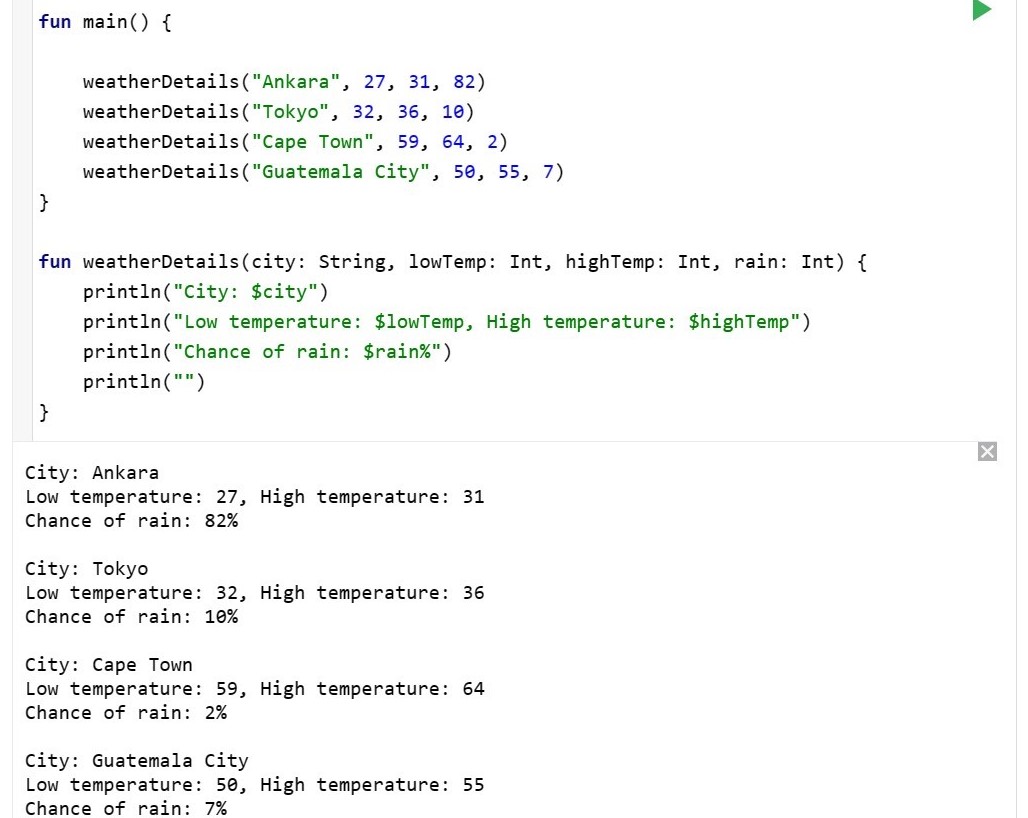 fun main() {
weatherDetails("Ankara", 27, 31, 82)
weatherDetails("Tokyo", 32, 36, 10)
weatherDetails("Cape Town", 59, 64, 2)
weatherDetails("Guatemala City", 50, 55, 7)
}
fun weatherDetails(city: String, lowTemp: Int, highTemp: Int, rain: Int) {
println("City: $city")
println("Low temperature: $lowTemp, High temperature: $highTemp")
println("Chance of rain: $rain%")
println("")
}
City: Ankara
Low temperature: 27, High temperature: 31
Chance of rain: 82%
City: Tokyo
Low temperature: 32, High temperature: 36
Chance of rain: 10%
City: Cape Town
Low temperature: 59, High temperature: 64
Chance of rain: 2%
City: Guatemala City
Low temperature: 50, High temperature: 55
Chance of rain: 7%